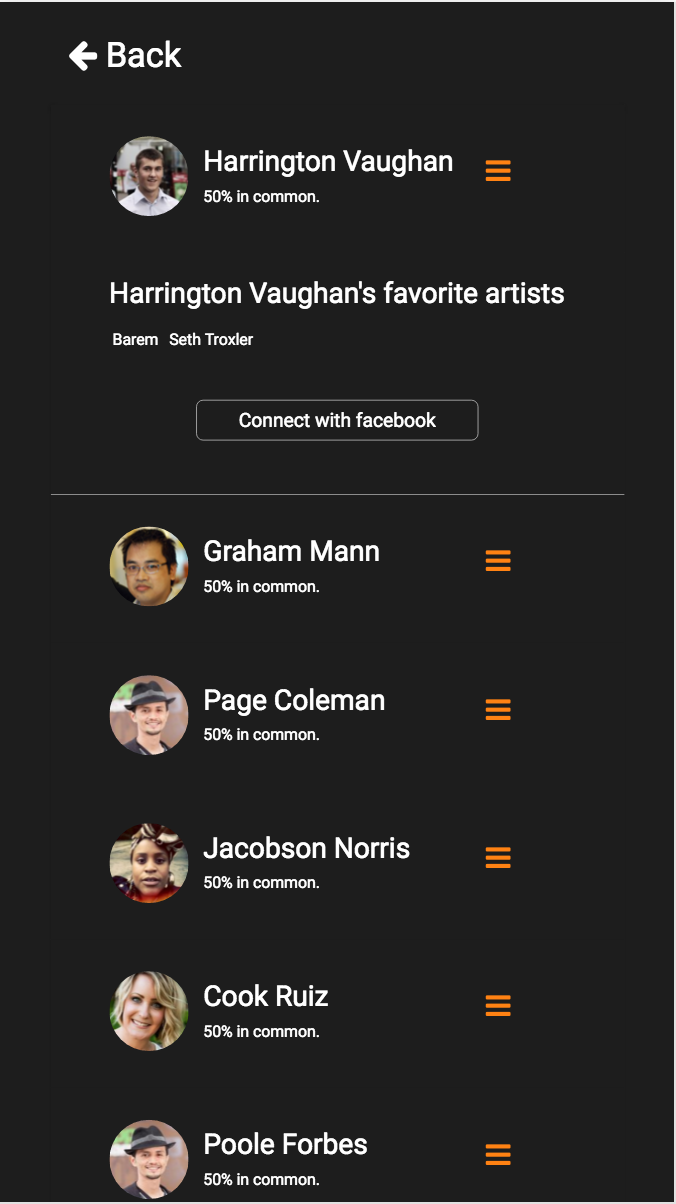 Back
Harrington Vaughan
50% in common.
Harrington Vaughan's favorite artists
Barem Seth Troxler
Connect with facebook
Graham Mann
50% in common.
Page Coleman
50% in common.
Jacobson Norris
50% in common.
Cook Ruiz
50% in common.
Poole Forbes
50% in common.